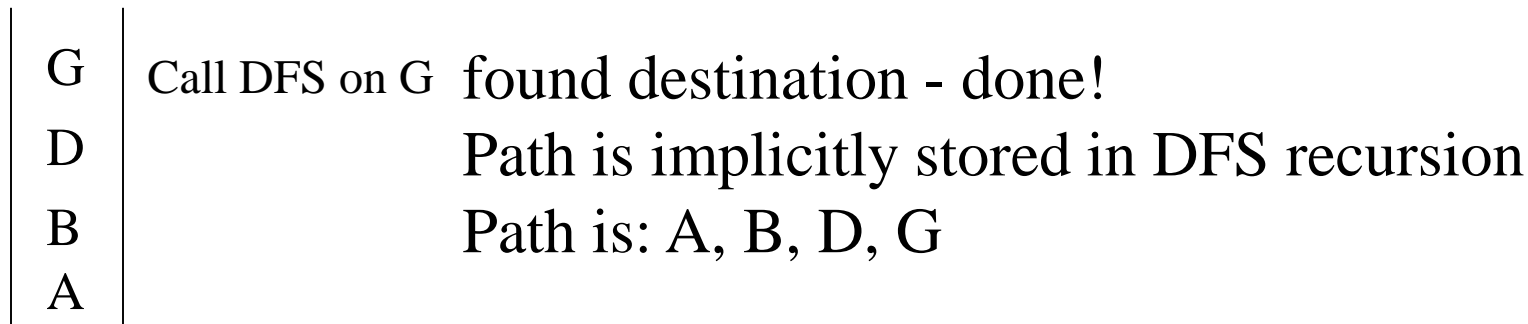 G
Call DFS on G found destination - done!
D
Path is implicitly stored in DFS recursion
B
Path is: A, B, D, G
A